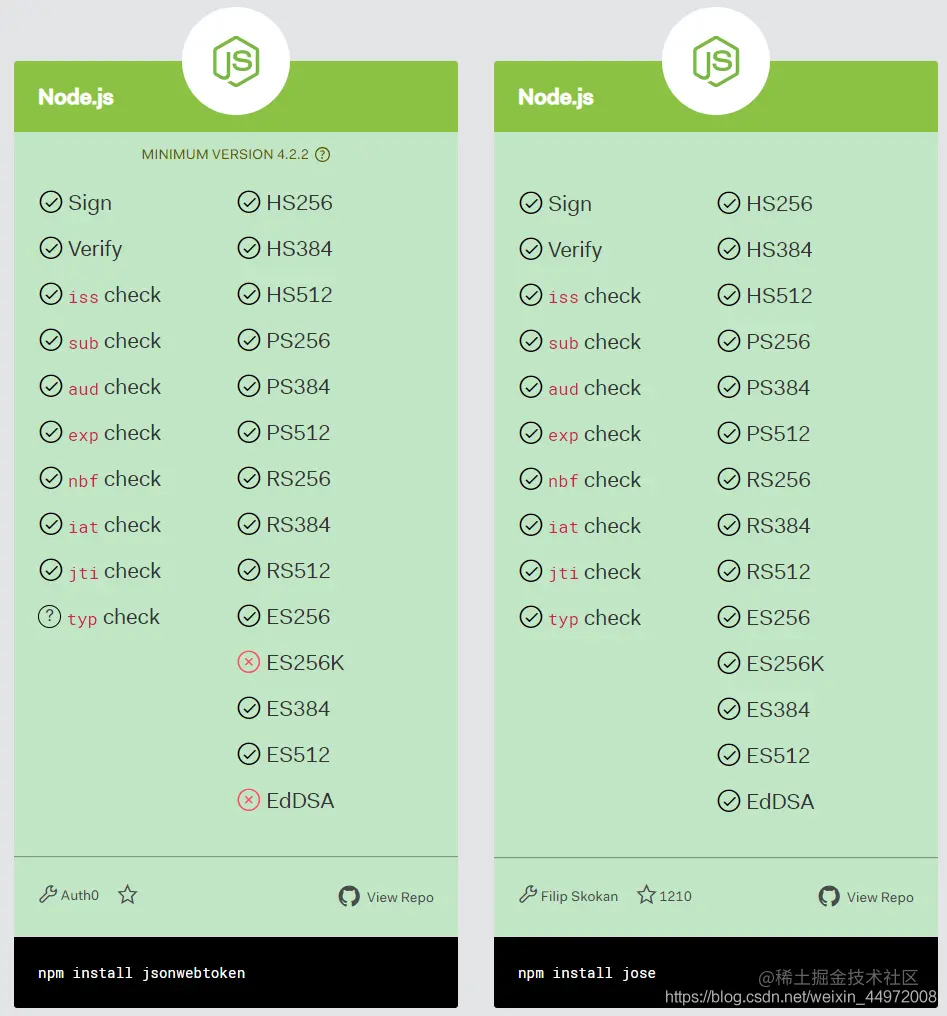 JS
Node.js
MINIMUM VERSION 4.2.2 ?
Sign
Verify
iss check
sub check
aud check
exp check
nbf check
iat check
jti check
? typ check
HS256
HS384
HS512
PS256
PS384
PS512
RS256
RS384
RS512
ES256
ES256K
ES384
ES512
EdDSA
Auth0
View Repo
npm install jsonwebtoken
JS
Node.js
Sign
Verify
iss check
sub check
aud check
exp check
nbf check
iat check
jti check
typ check
HS256
HS384
HS512
PS256
PS384
PS512
RS256
RS384
RS512
ES256
ES256K
ES384
ES512
EdDSA
Filip Skokan
1210
View Repo
npm install jose
@稀土掘金技术社区
https://blog.csdn.net/weixin_44972008